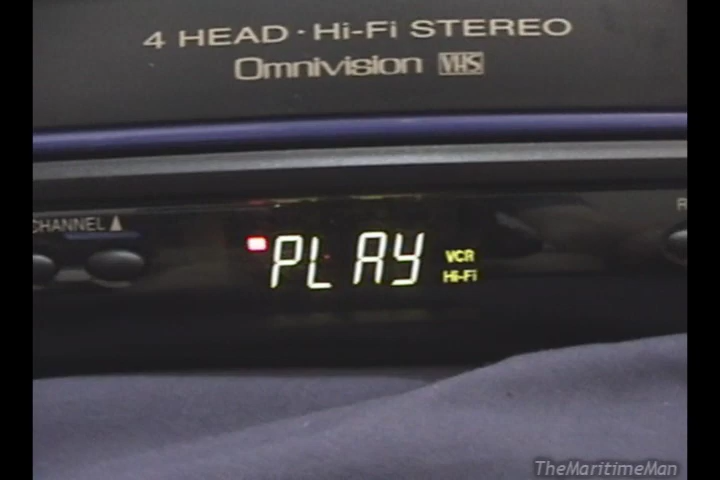 4 HEAD · Hi-Fi STEREO
Omnivision VHS
CHANNEL
PLAY
VCR
Hi-Fi
R
TheMaritimeMan